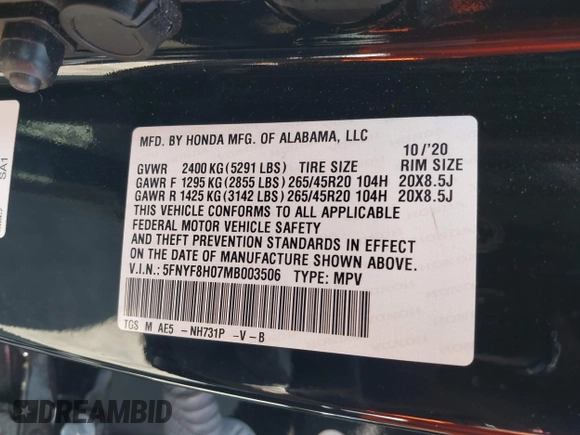 MFD. BY HONDA MFG. OF ALABAMA, LLC 10/'20
GVWR 2400 KG (5291 LBS) TIRE SIZE RIM SIZE
GAWR F 1295 KG (2855 LBS) 265/45R20 104H 20X8.5J
GAWR R 1425 KG (3142 LBS) 265/45R20 104H 20X8.5J
THIS VEHICLE CONFORMS TO ALL APPLICABLE
FEDERAL MOTOR VEHICLE SAFETY
AND THEFT PREVENTION STANDARDS IN EFFECT
ON THE DATE OF MANUFACTURE SHOWN ABOVE.
V.I.N.: 5FNYF8H07MB003506 TYPE: MPV
TGS M AE5 -NH731P -V-B
SA1
DREAMBID